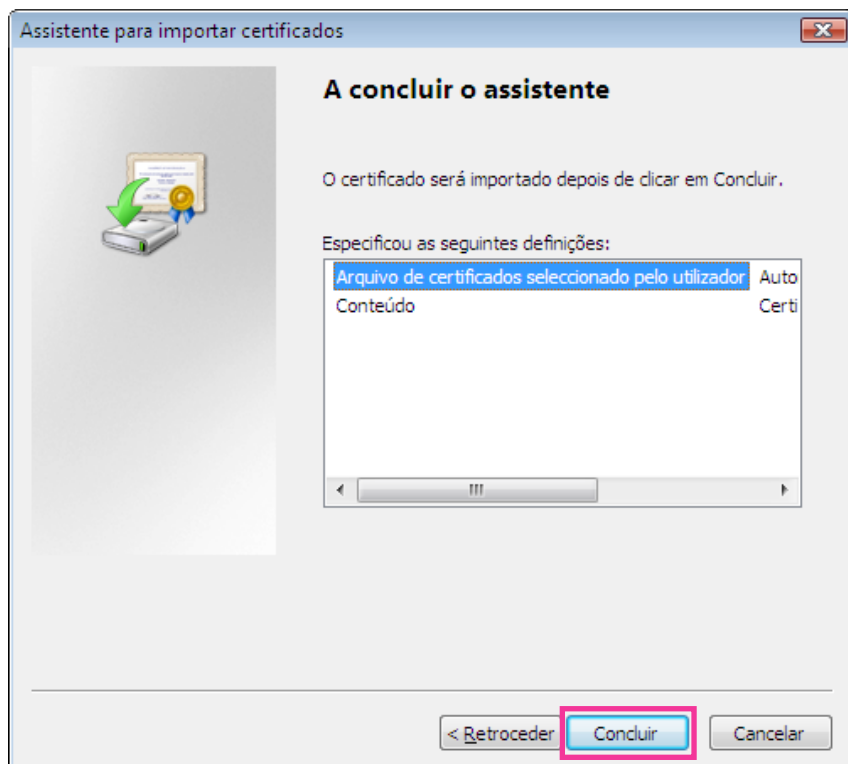 Assistente para importar certificados
A concluir o assistente
O certificado será importado depois de clicar em Concluir.
Especificou as seguintes definições:
Arquivo de certificados seleccionado pelo utilizador Auto
Conteúdo Certi
< Retroceder Concluir Cancelar